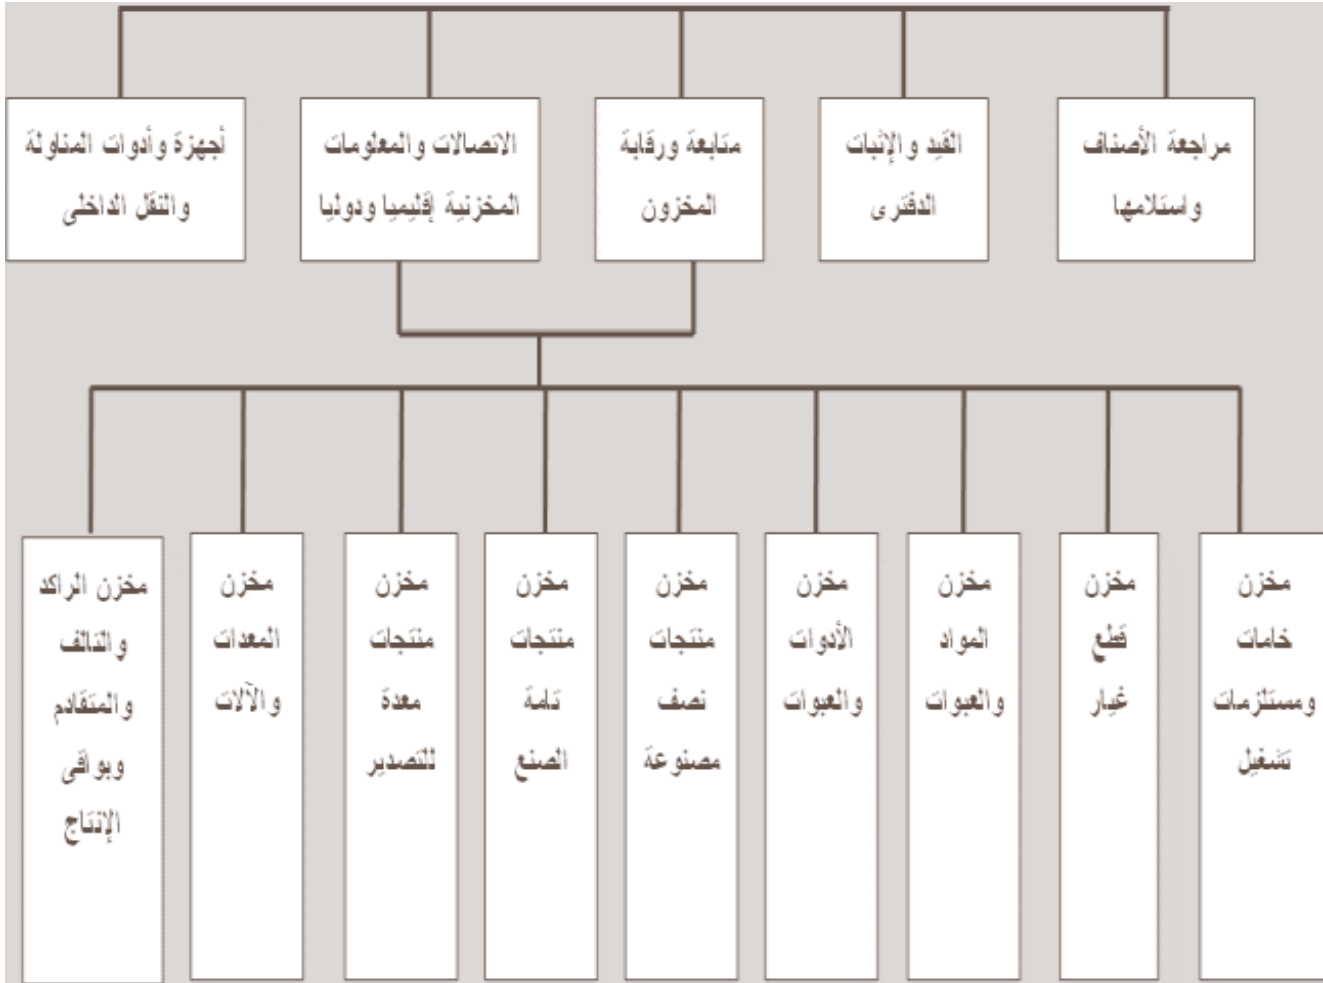 مراجعة الأصناف
واستلامها
القيد والإثبات
الدفترى
متابعة ورقابة
المخزون
الاتصالات والمعلومات
المخزنية إقليميا ودوليا
أجهزة وأدوات المناولة
والنقل الداخلى
مخزن
خامات
ومستلزمات
تشغيل
مخزن
قطع
غيار
مخزن
المواد
والعبوات
مخزن
الأدوات
والعبوات
مخزن
منتجات
نصف
مصنوعة
مخزن
منتجات
تامة
الصنع
مخزن
منتجات
معدة
للتصدير
مخزن
المعدات
والآلات
مخزن الراكد
والتالف
والمتقادم
وبواقى
الإنتاج